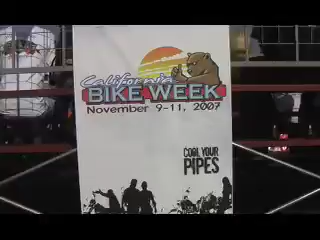 California
BIKE WEEK
November 9-11, 2007
COOL YOUR
PIPES